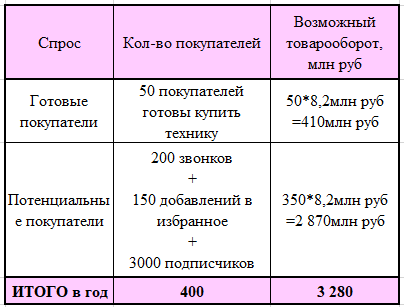 Спрос
Кол-во покупателей
Возможный
товарооборот,
млн руб
Готовые
покупатели
50 покупателей
готовы купить
технику
50*8,2млн руб
=410млн руб
Потенциальны
е покупатели
200 звонков
+
150 добавлений в
избранное
+
3000 подписчиков
350*8,2млн руб
=2 870млн руб
ИТОГО в год
400
3 280